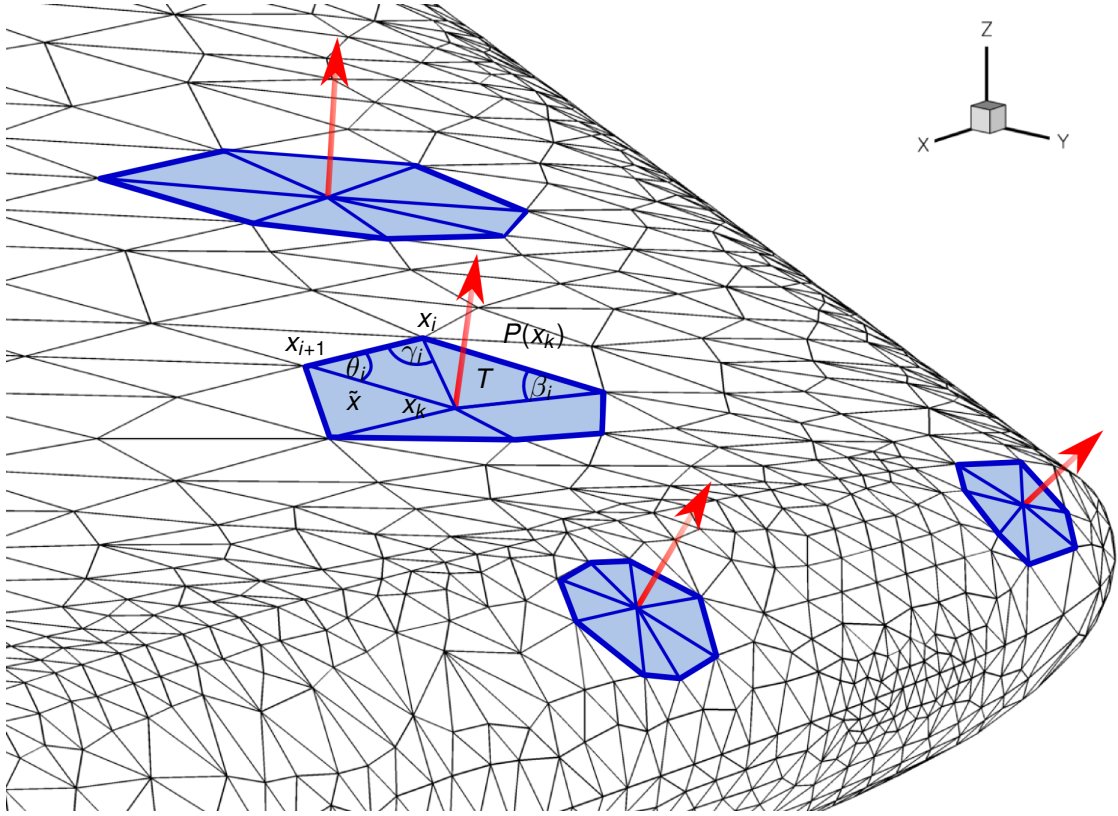 Z
X
Y
x_i
P(x_k)
x_{i+1}
γ_i
θ_i
T
β_i
x̃
x_k